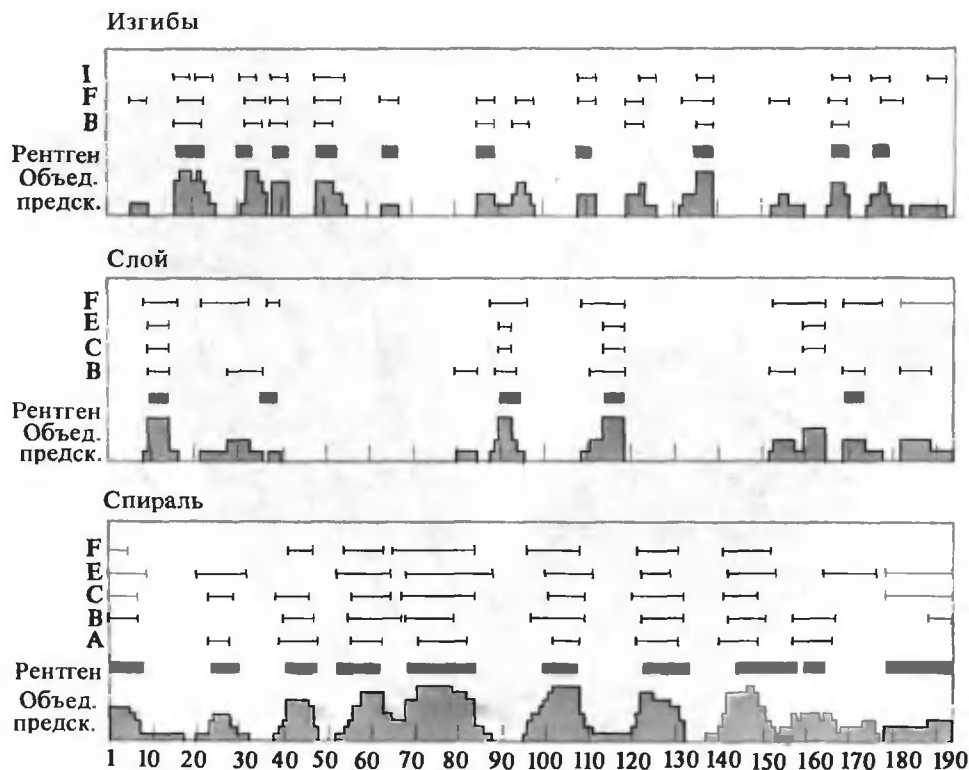 Изгибы
I
F
B
Рентген
Объед.
предск.
Слой
F
E
C
B
Рентген
Объед.
предск.
Спираль
F
E
C
B
A
Рентген
Объед.
предск.
1 10 20 30 40 50 60 70 80 90 100 110 120 130 140 150 160 170 180 190